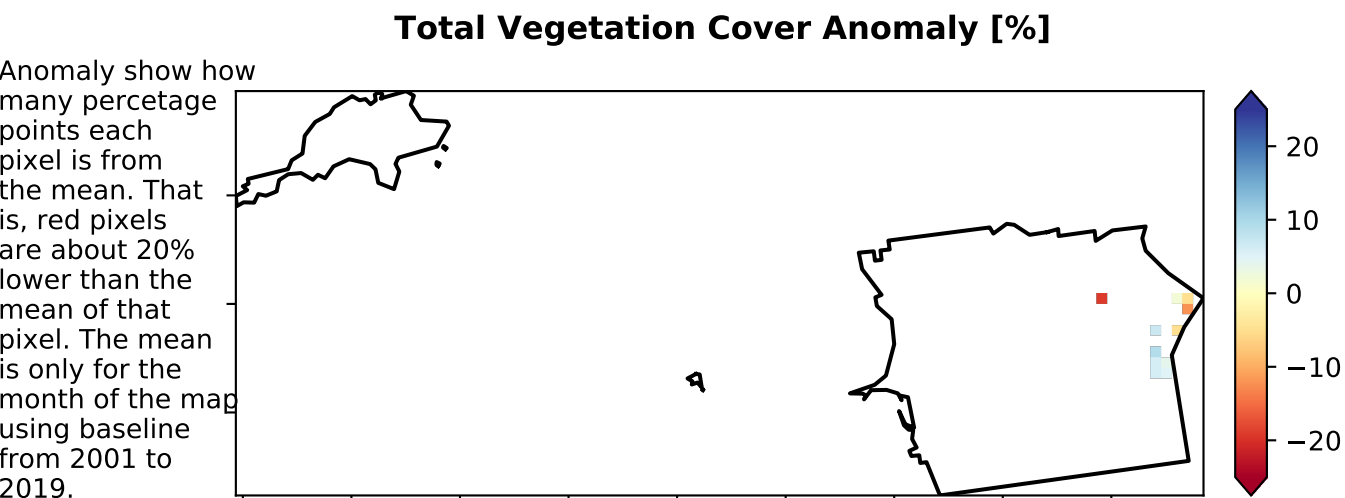 Total Vegetation Cover Anomaly [%]
Anomaly show how
many percetage
points each
pixel is from
the mean. That
is, red pixels
are about 20%
lower than the
mean of that
pixel. The mean
is only for the
month of the map
using baseline
from 2001 to
2019.
20
10
0
−10
−20